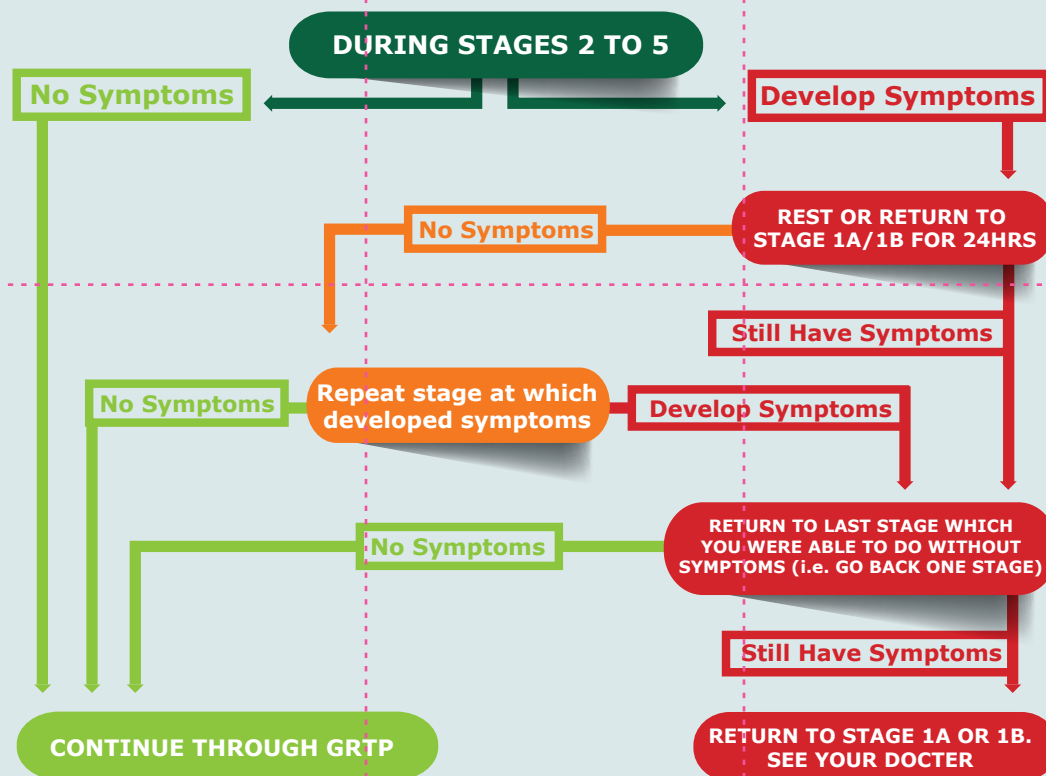 DURING STAGES 2 TO 5
No Symptoms
Develop Symptoms
REST OR RETURN TO
STAGE 1A/1B FOR 24HRS
No Symptoms
Still Have Symptoms
Repeat stage at which
developed symptoms
No Symptoms
Develop Symptoms
RETURN TO LAST STAGE WHICH
YOU WERE ABLE TO DO WITHOUT
SYMPTOMS (i.e. GO BACK ONE STAGE)
No Symptoms
Still Have Symptoms
CONTINUE THROUGH GRTP
RETURN TO STAGE 1A OR 1B.
SEE YOUR DOCTER